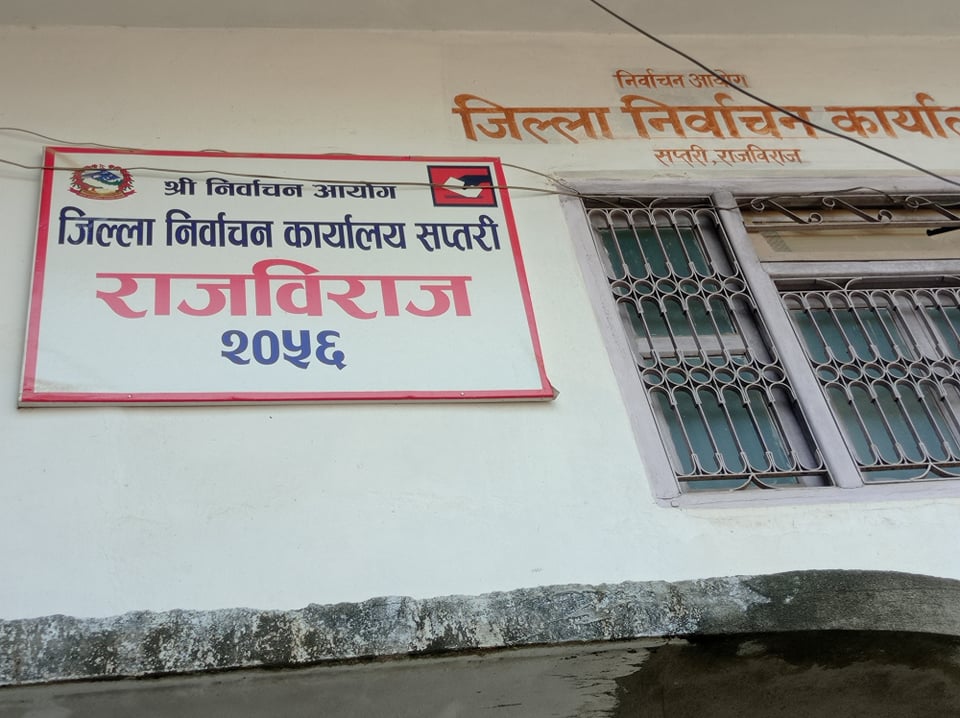 श्री निर्वाचन आयोग
जिल्ला निर्वाचन कार्यालय सप्तरी
राजविराज
२०५६
निर्वाचन आयोग
जिल्ला निर्वाचन
सप्तरी, राजविराज